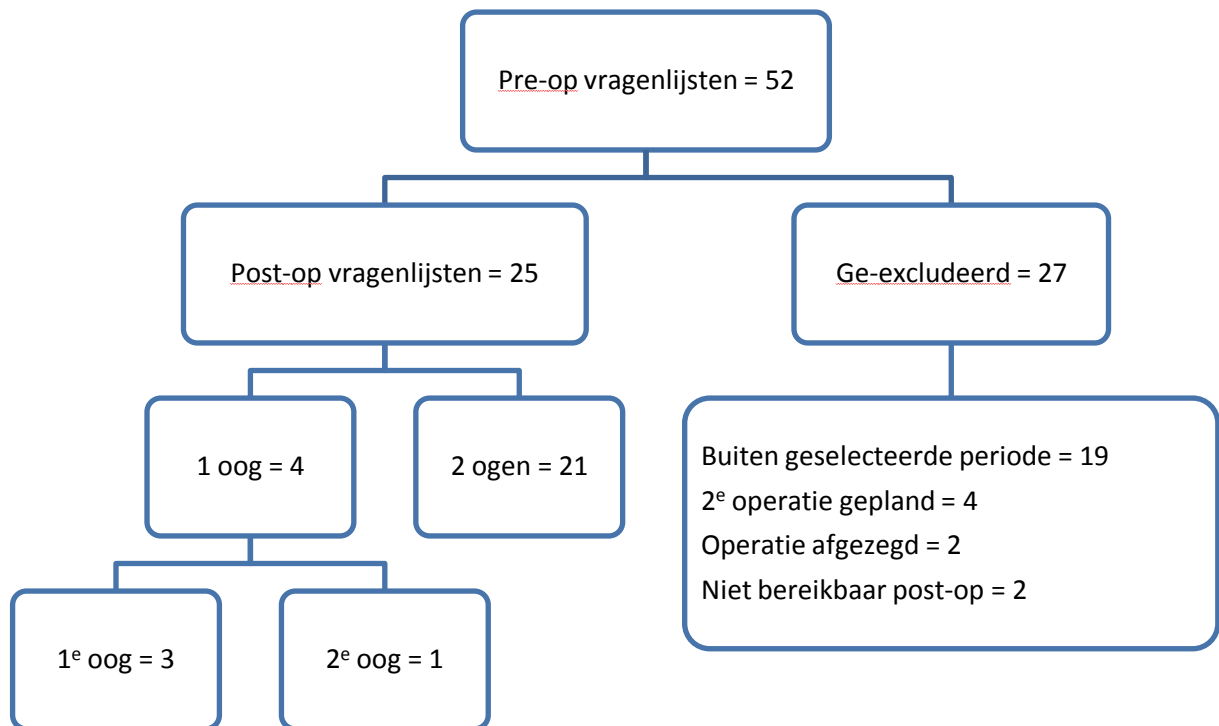 Pre-op vragenlijsten = 52
Post-op vragenlijsten = 25
Ge-excludeerd = 27
1 oog = 4
2 ogen = 21
Buiten geselecteerde periode = 19
2ᵉ operatie gepland = 4
Operatie afgezegd = 2
Niet bereikbaar post-op = 2
1ᵉ oog = 3
2ᵉ oog = 1